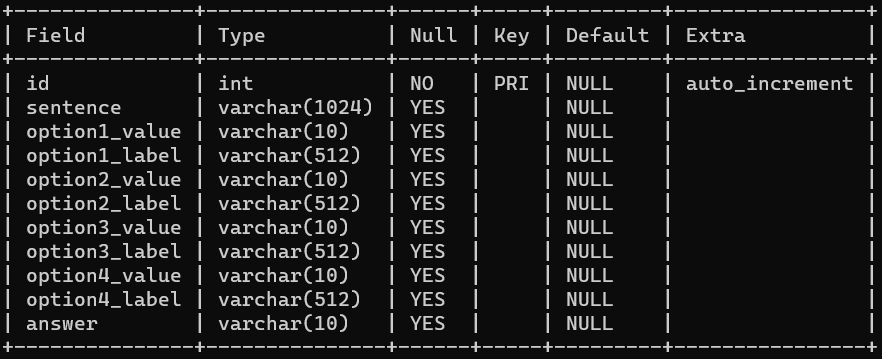 +----------------+---------------+------+-----+---------+----------------+
| Field          | Type          | Null | Key | Default | Extra          |
+----------------+---------------+------+-----+---------+----------------+
| id             | int           | NO   | PRI | NULL    | auto_increment |
| sentence       | varchar(1024) | YES  |     | NULL    |                |
| option1_value  | varchar(10)   | YES  |     | NULL    |                |
| option1_label  | varchar(512)  | YES  |     | NULL    |                |
| option2_value  | varchar(10)   | YES  |     | NULL    |                |
| option2_label  | varchar(512)  | YES  |     | NULL    |                |
| option3_value  | varchar(10)   | YES  |     | NULL    |                |
| option3_label  | varchar(512)  | YES  |     | NULL    |                |
| option4_value  | varchar(10)   | YES  |     | NULL    |                |
| option4_label  | varchar(512)  | YES  |     | NULL    |                |
| answer         | varchar(10)   | YES  |     | NULL    |                |
+----------------+---------------+------+-----+---------+----------------+